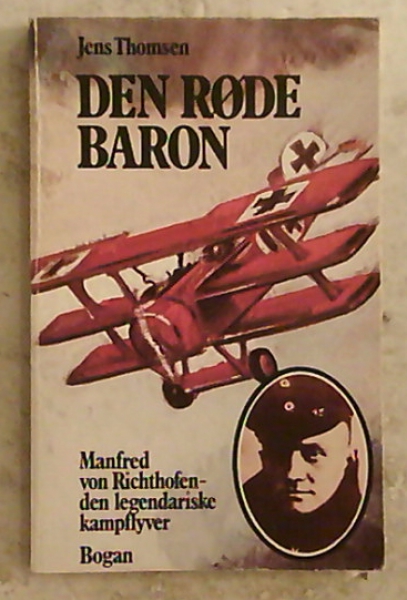 Jens Thomsen
DEN RØDE
BARON
Manfred
von Richthofen-
den legendariske
kampflyver
Bogan